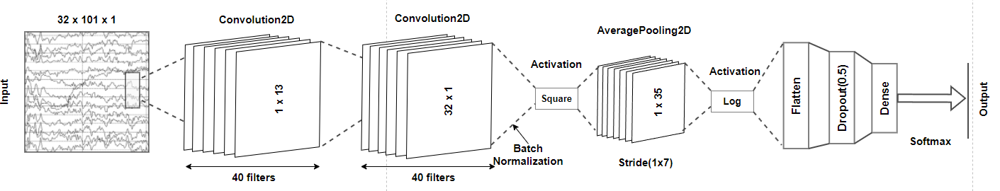 32 x 101 x 1
Input
Convolution2D
1 x 13
40 filters
Convolution2D
32 x 1
40 filters
Batch
Normalization
Activation
Square
AveragePooling2D
1 x 35
Stride(1x7)
Activation
Log
Flatten
Dropout(0.5)
Dense
Softmax
Output